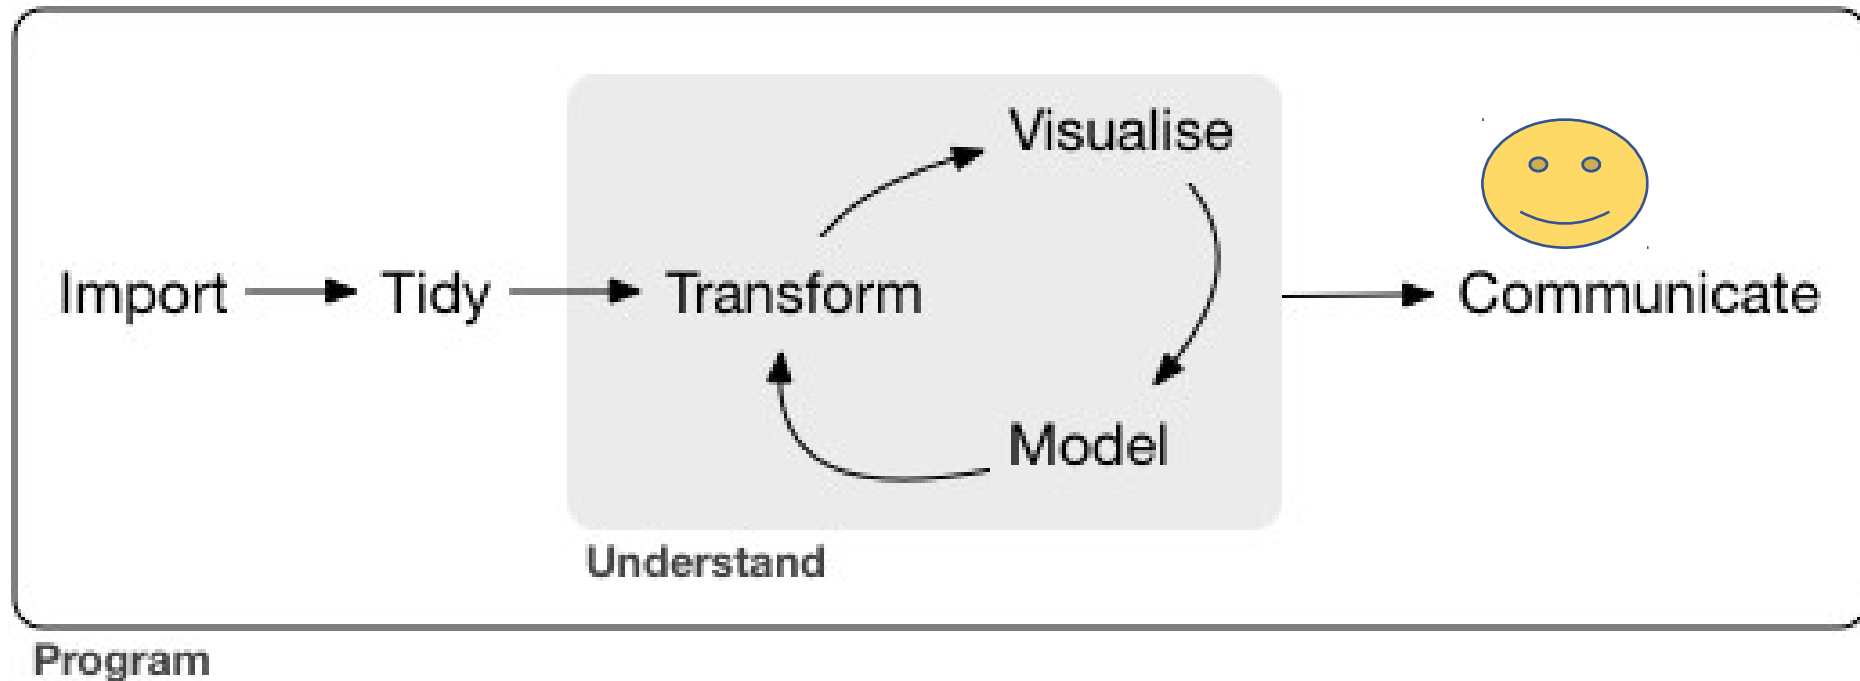 Visualise
Import
Tidy
Transform
Communicate
Model
Understand
Program